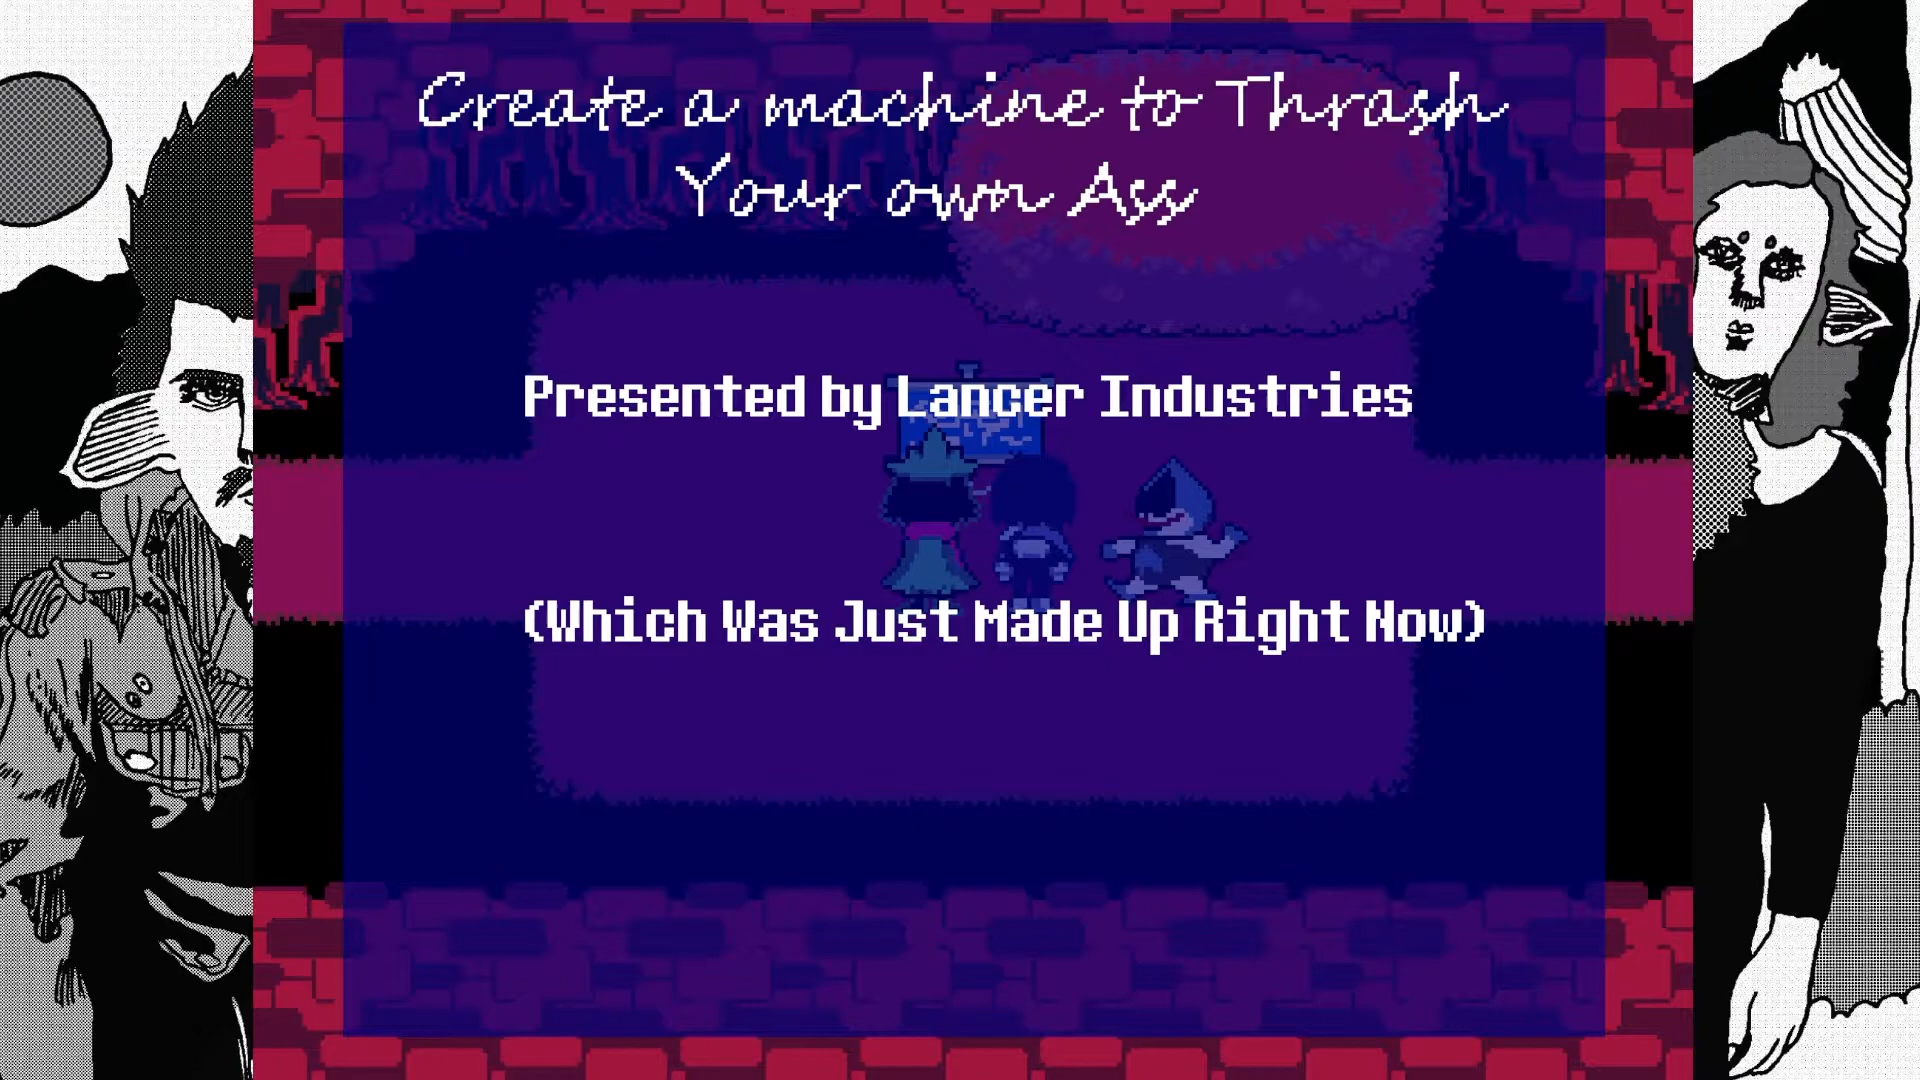 Create a machine to Thrash
Your own Ass
Presented by Lancer Industries
(Which Was Just Made Up Right Now)